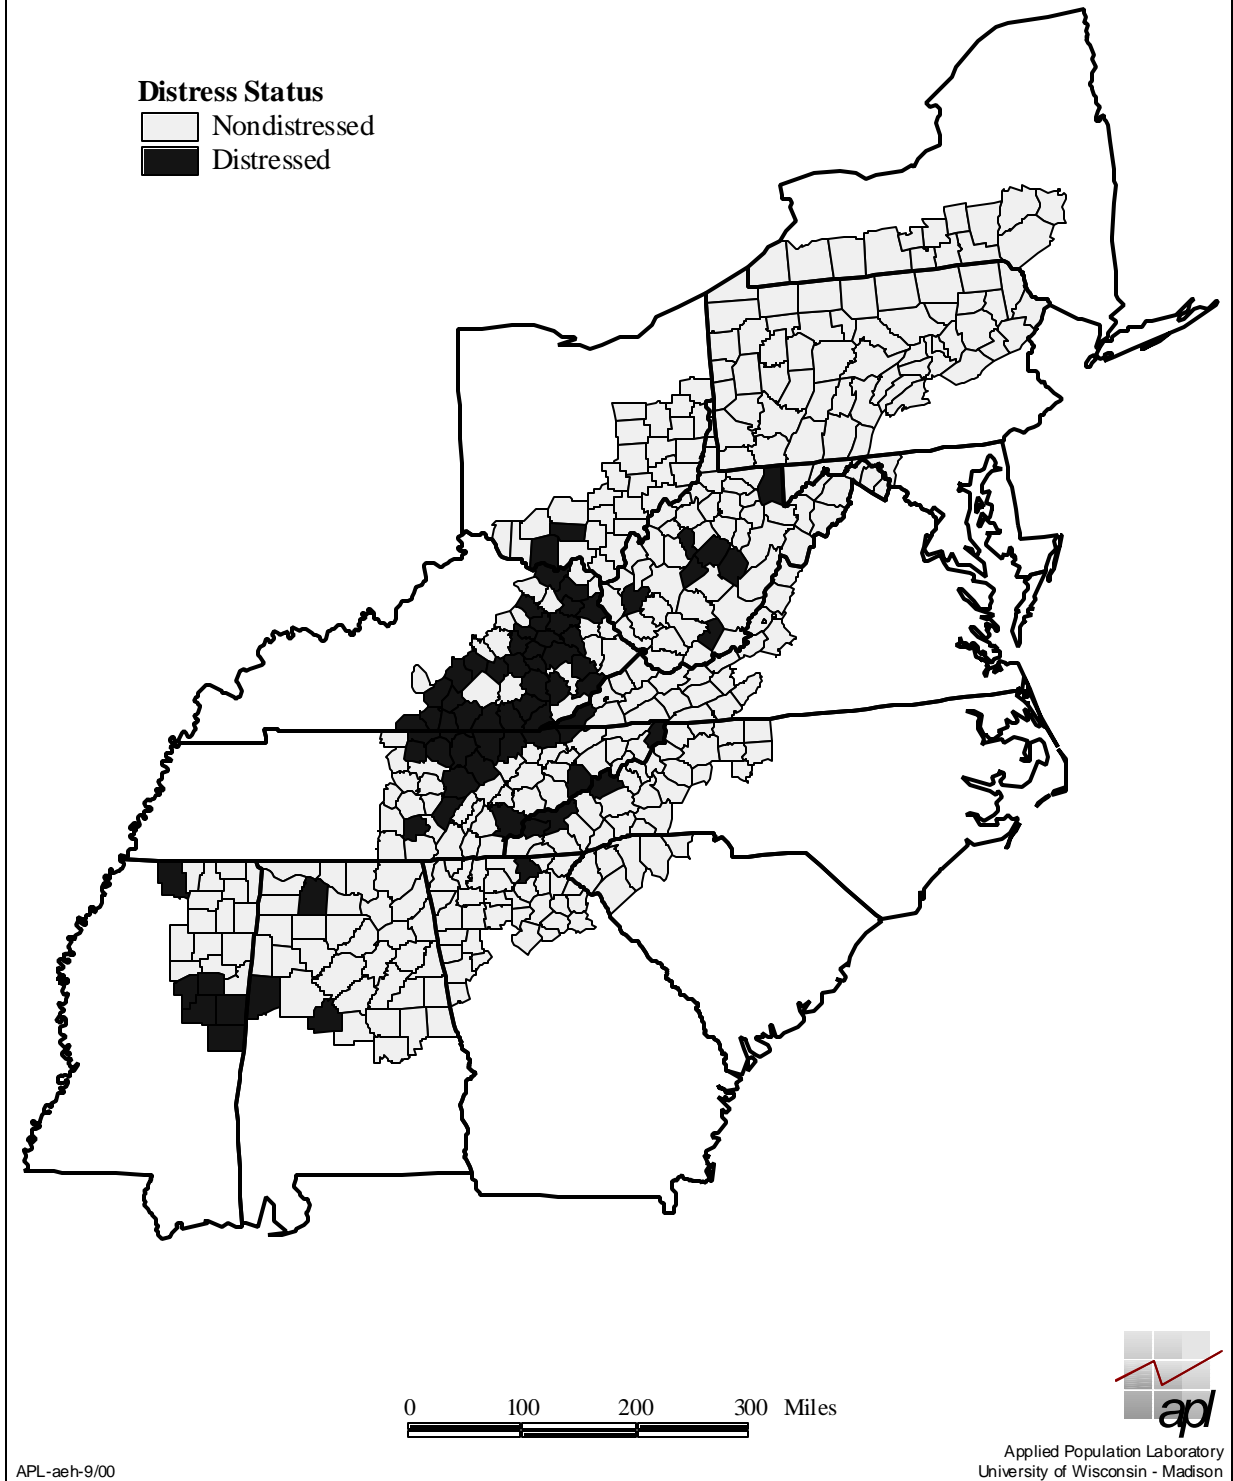 Distress Status
Nondistressed
Distressed
0 100 200 300 Miles
apl
Applied Population Laboratory
University of Wisconsin - Madison
APL-aeh-9/00